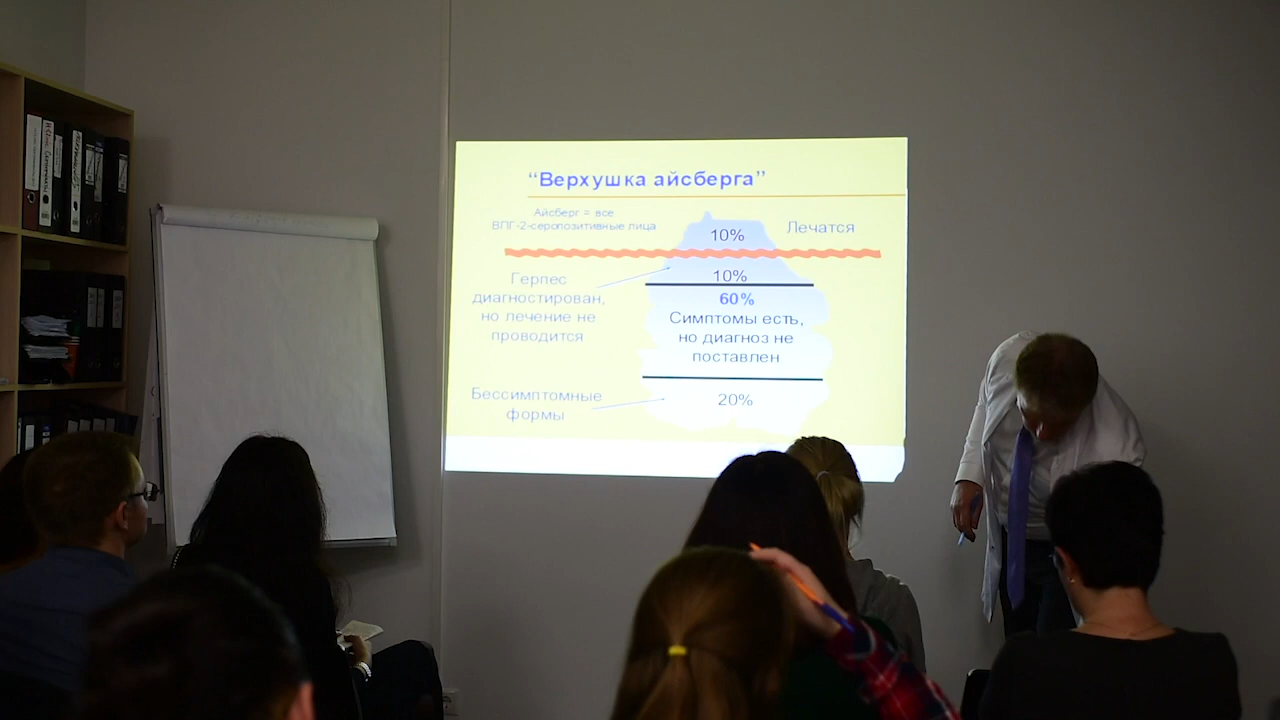 “Верхушка айсберга”
Айсберг = все
ВПГ-2-серопозитивные лица
10%
Лечатся
Герпес
диагностирован,
но лечение не
проводится
10%
60%
Симптомы есть,
но диагноз не
поставлен
Бессимптомные
формы
20%